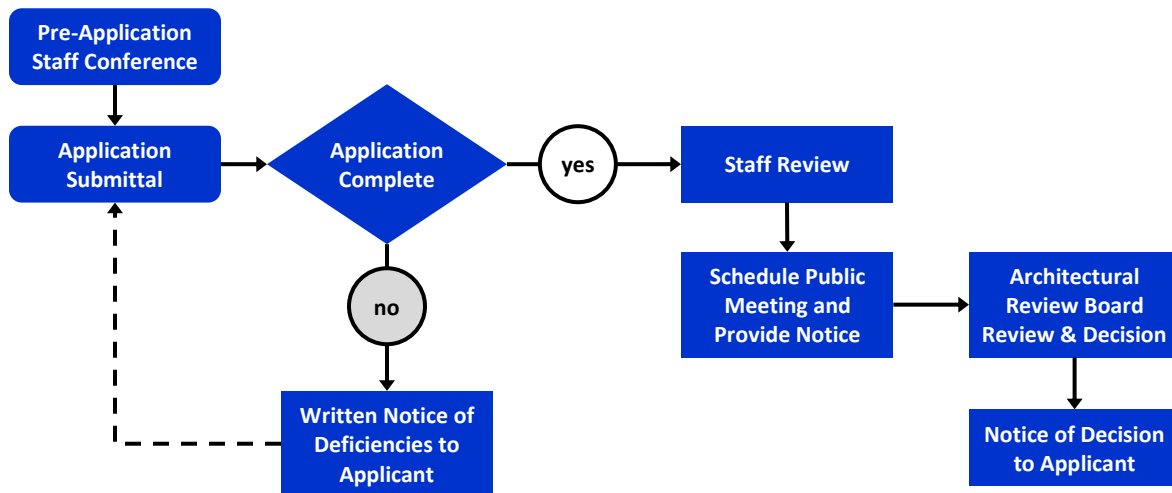 Pre-Application
Staff Conference
Application
Submittal
Application
Complete
yes
Staff Review
no
Schedule Public
Meeting and
Provide Notice
Architectural
Review Board
Review & Decision
Written Notice of
Deficiencies to
Applicant
Notice of Decision
to Applicant